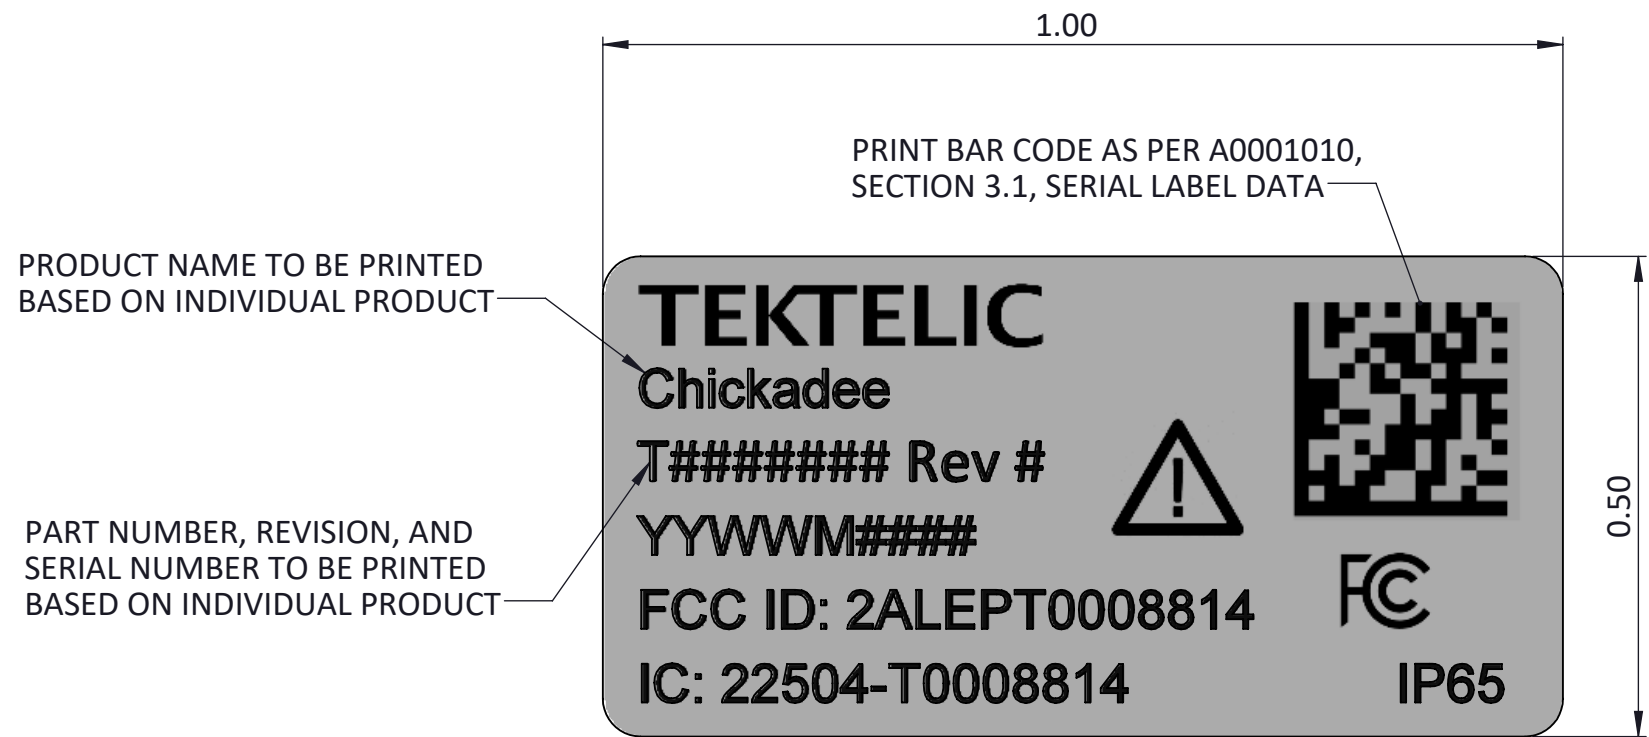 1.00
PRINT BAR CODE AS PER A0001010,
SECTION 3.1, SERIAL LABEL DATA
PRODUCT NAME TO BE PRINTED
BASED ON INDIVIDUAL PRODUCT
TEKTELIC
Chickadee
T####### Rev #
PART NUMBER, REVISION, AND
SERIAL NUMBER TO BE PRINTED
BASED ON INDIVIDUAL PRODUCT
YYWWM####
FCC ID: 2ALEPT0008814
FC
IC: 22504-T0008814
IP65
0.50